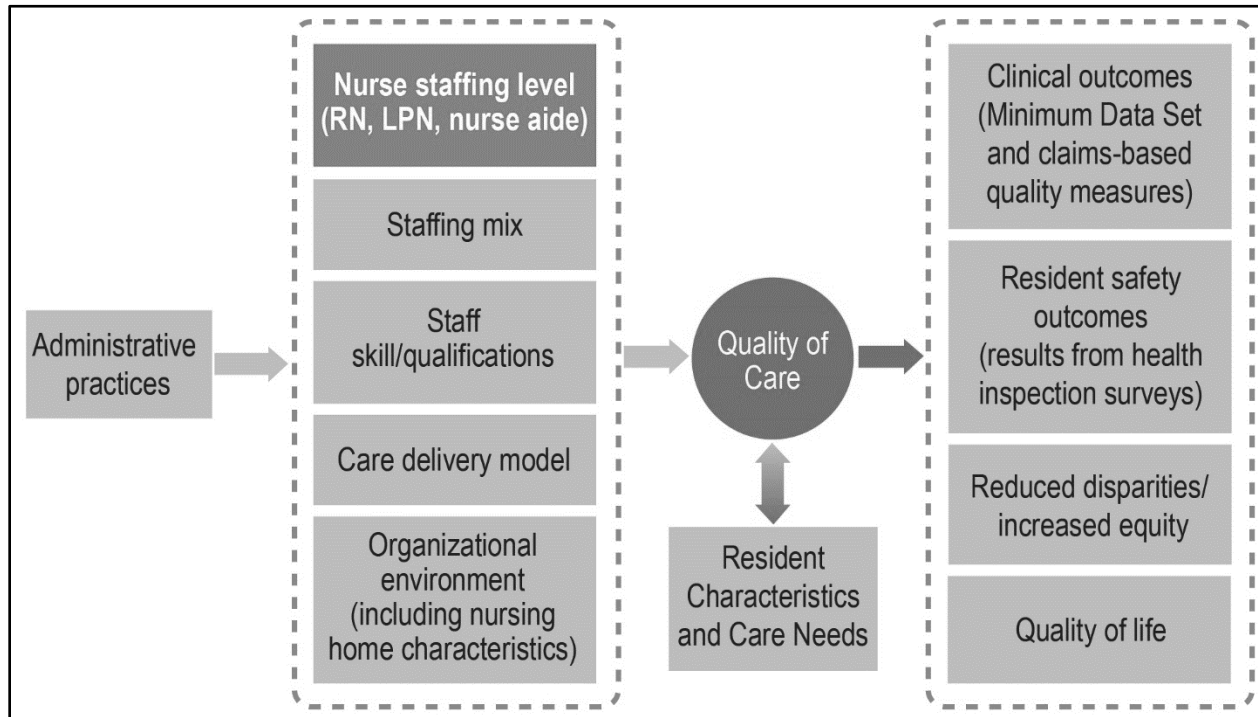 Administrative
practices
Nurse staffing level
(RN, LPN, nurse aide)
Staffing mix
Staff
skill/qualifications
Care delivery model
Organizational
environment
(including nursing
home characteristics)
Quality of
Care
Resident
Characteristics
and Care Needs
Clinical outcomes
(Minimum Data Set
and claims-based
quality measures)
Resident safety
outcomes
(results from health
inspection surveys)
Reduced disparities/
increased equity
Quality of life